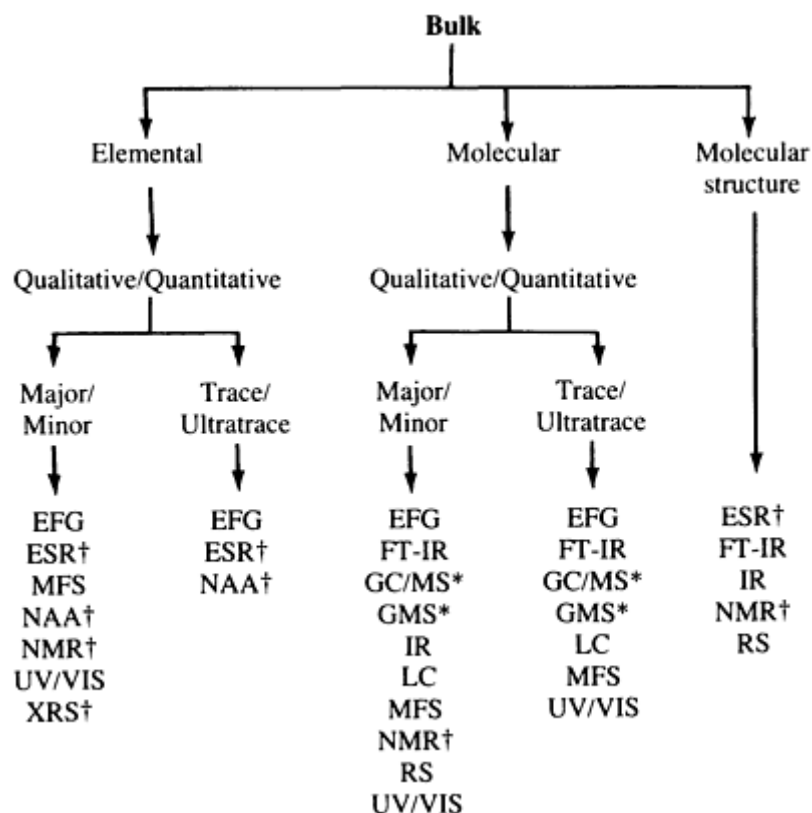 Bulk
Elemental
Molecular
Molecular
structure
Qualitative/Quantitative
Qualitative/Quantitative
Major/
Minor
Trace/
Ultratrace
Major/
Minor
Trace/
Ultratrace
EFG
ESR†
MFS
NAA†
NMR†
UV/VIS
XRS†
EFG
ESR†
NAA†
EFG
FT-IR
GC/MS*
GMS*
IR
LC
MFS
NMR†
RS
UV/VIS
EFG
FT-IR
GC/MS*
GMS*
LC
MFS
UV/VIS
ESR†
FT-IR
IR
NMR†
RS